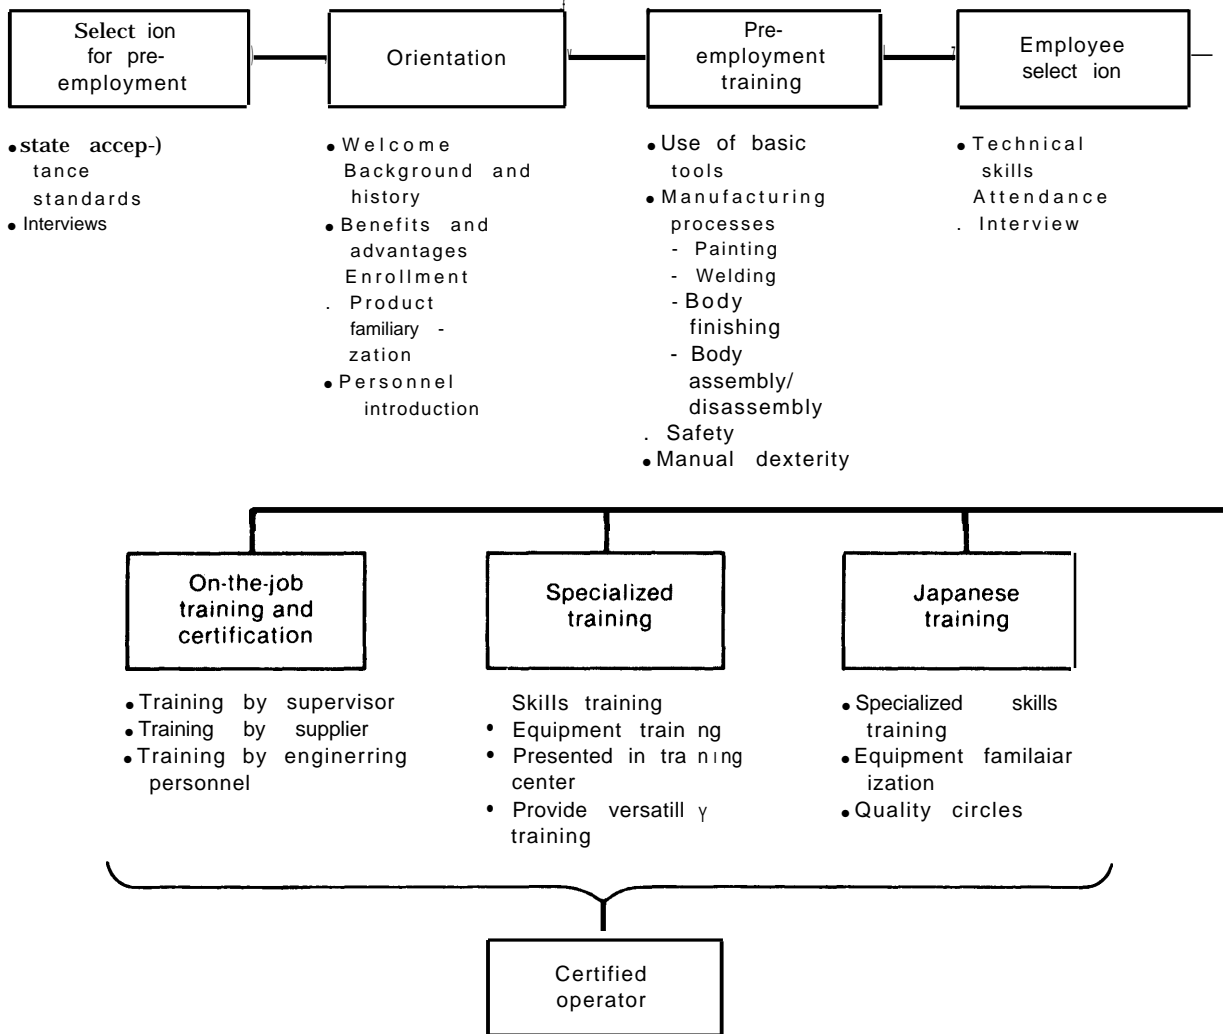 Select ion
for pre-
employment
Orientation
Pre-
employment
training
Employee
select ion
• state accep-)
tance
standards
• Interviews
• Welcome
Background and
history
• Benefits and
advantages
Enrollment
. Product
familiary -
zation
• Personnel
introduction
• Use of basic
tools
• Manufacturing
processes
- Painting
- Welding
- Body
finishing
- Body
assembly/
disassembly
. Safety
• Manual dexterity
• Technical
skills
Attendance
. Interview
On-the-job
training and
certification
Specialized
training
Japanese
training
• Training by supervisor
• Training by supplier
• Training by enginerring
personnel
Skills training
• Equipment train ng
• Presented in tra ning
center
• Provide versatill y
training
• Specialized skills
training
• Equipment familaiar
ization
• Quality circles
Certified
operator